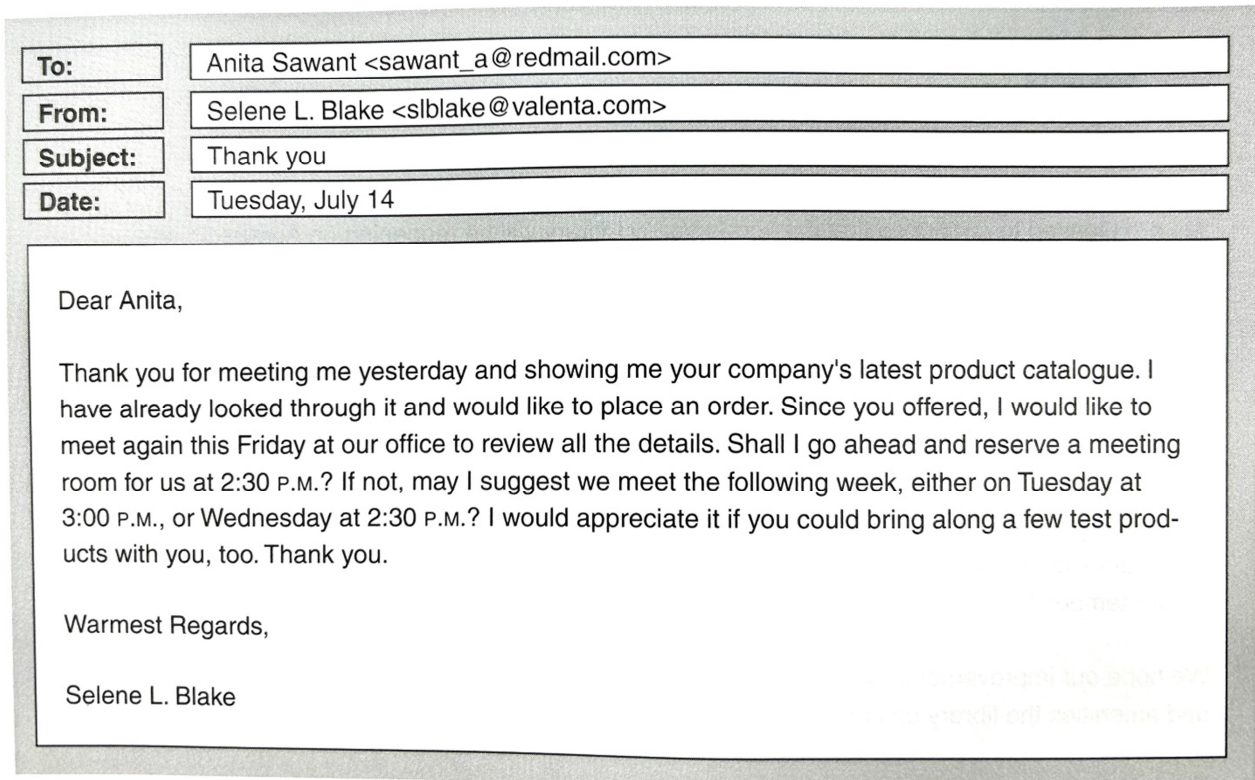 To: Anita Sawant <sawant_a@redmail.com>
From: Selene L. Blake <slblake@valenta.com>
Subject: Thank you
Date: Tuesday, July 14
Dear Anita,
Thank you for meeting me yesterday and showing me your company's latest product catalogue. I
have already looked through it and would like to place an order. Since you offered, I would like to
meet again this Friday at our office to review all the details. Shall I go ahead and reserve a meeting
room for us at 2:30 P.M.? If not, may I suggest we meet the following week, either on Tuesday at
3:00 P.M., or Wednesday at 2:30 P.M.? I would appreciate it if you could bring along a few test prod-
ucts with you, too. Thank you.
Warmest Regards,
Selene L. Blake